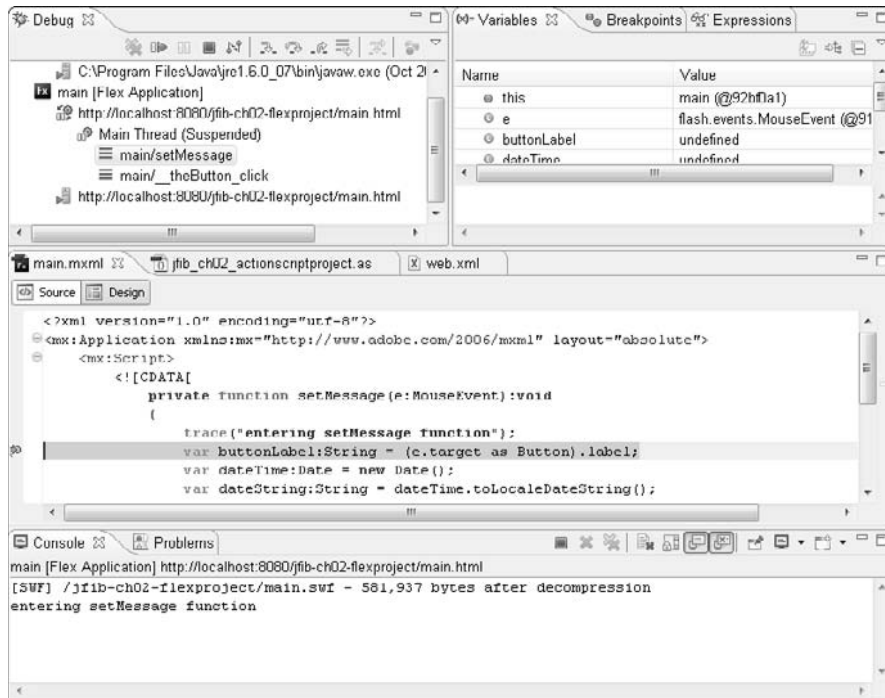 Debug
C:\Program Files\Java\jre1.6.0_07\bin\javaw.exe (Oct 2
main [Flex Application]
http://localhost:8080/jfib-ch02-flexproject/main.html
Main Thread (Suspended)
main/setMessage
main/__theButton_click
http://localhost:8080/jfib-ch02-flexproject/main.html
(x)= Variables
Breakpoints
Expressions
Name Value
this main (@92bf0a1)
e flash.events.MouseEvent (@91
buttonLabel undefined
dateTime undefined
main.mxml
jfib_ch02_actionscriptproject.as
web.xml
Source
Design
<?xml version="1.0" encoding="utf-8"?>
<mx:Application xmlns:mx="http://www.adobe.com/2006/mxml" layout="absolute">
<mx:Script>
<![CDATA[
private function setMessage(e:MouseEvent):void
{
trace("entering setMessage function");
var buttonLabel:String = (e.target as Button).label;
var dateTime:Date = new Date();
var dateString:String = dateTime.toLocaleDateString();
Console
Problems
main [Flex Application] http://localhost:8080/jfib-ch02-flexproject/main.html
[SWF] /jfib-ch02-flexproject/main.swf - 581,937 bytes after decompression
entering setMessage function